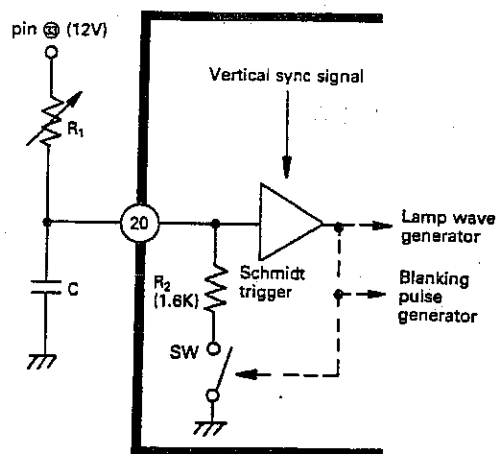 pin ㉝ (12V)
Vertical sync signal
R₁
20
Lamp wave
generator
R₂
(1.6K)
Schmidt
trigger
C
Blanking
pulse
generator
SW